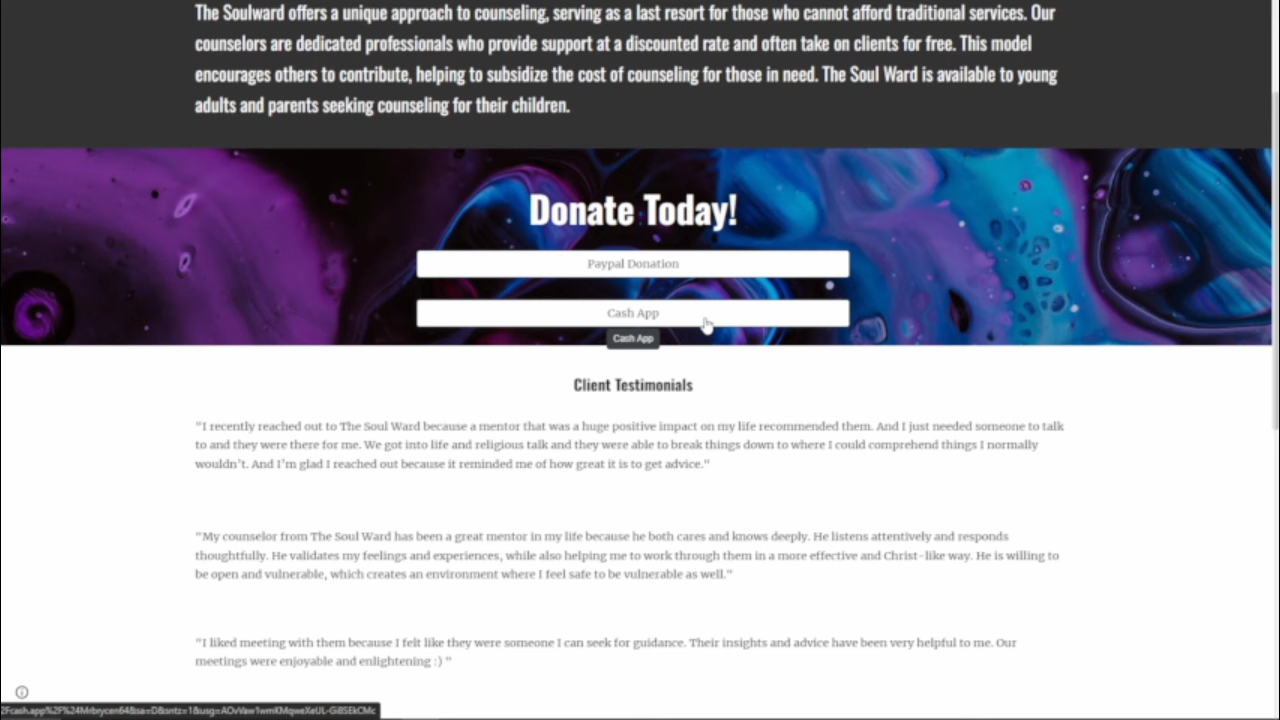 The Soulward offers a unique approach to counseling, serving as a last resort for those who cannot afford traditional services. Our
counselors are dedicated professionals who provide support at a discounted rate and often take on clients for free. This model
encourages others to contribute, helping to subsidize the cost of counseling for those in need. The Soul Ward is available to young
adults and parents seeking counseling for their children.
Donate Today!
Paypal Donation
Cash App
Cash App
Client Testimonials
"I recently reached out to The Soul Ward because a mentor that was a huge positive impact on my life recommended them. And I just needed someone to talk
to and they were there for me. We got into life and religious talk and they were able to break things down to where I could comprehend things I normally
wouldn't. And I'm glad I reached out because it reminded me of how great it is to get advice."
"My counselor from The Soul Ward has been a great mentor in my life because he both cares and knows deeply. He listens attentively and responds
thoughtfully. He validates my feelings and experiences, while also helping me to work through them in a more effective and Christ-like way. He is willing to
be open and vulnerable, which creates an environment where I feel safe to be vulnerable as well."
"I liked meeting with them because I felt like they were someone I can seek for guidance. Their insights and advice have been very helpful to me. Our
meetings were enjoyable and enlightening :) "